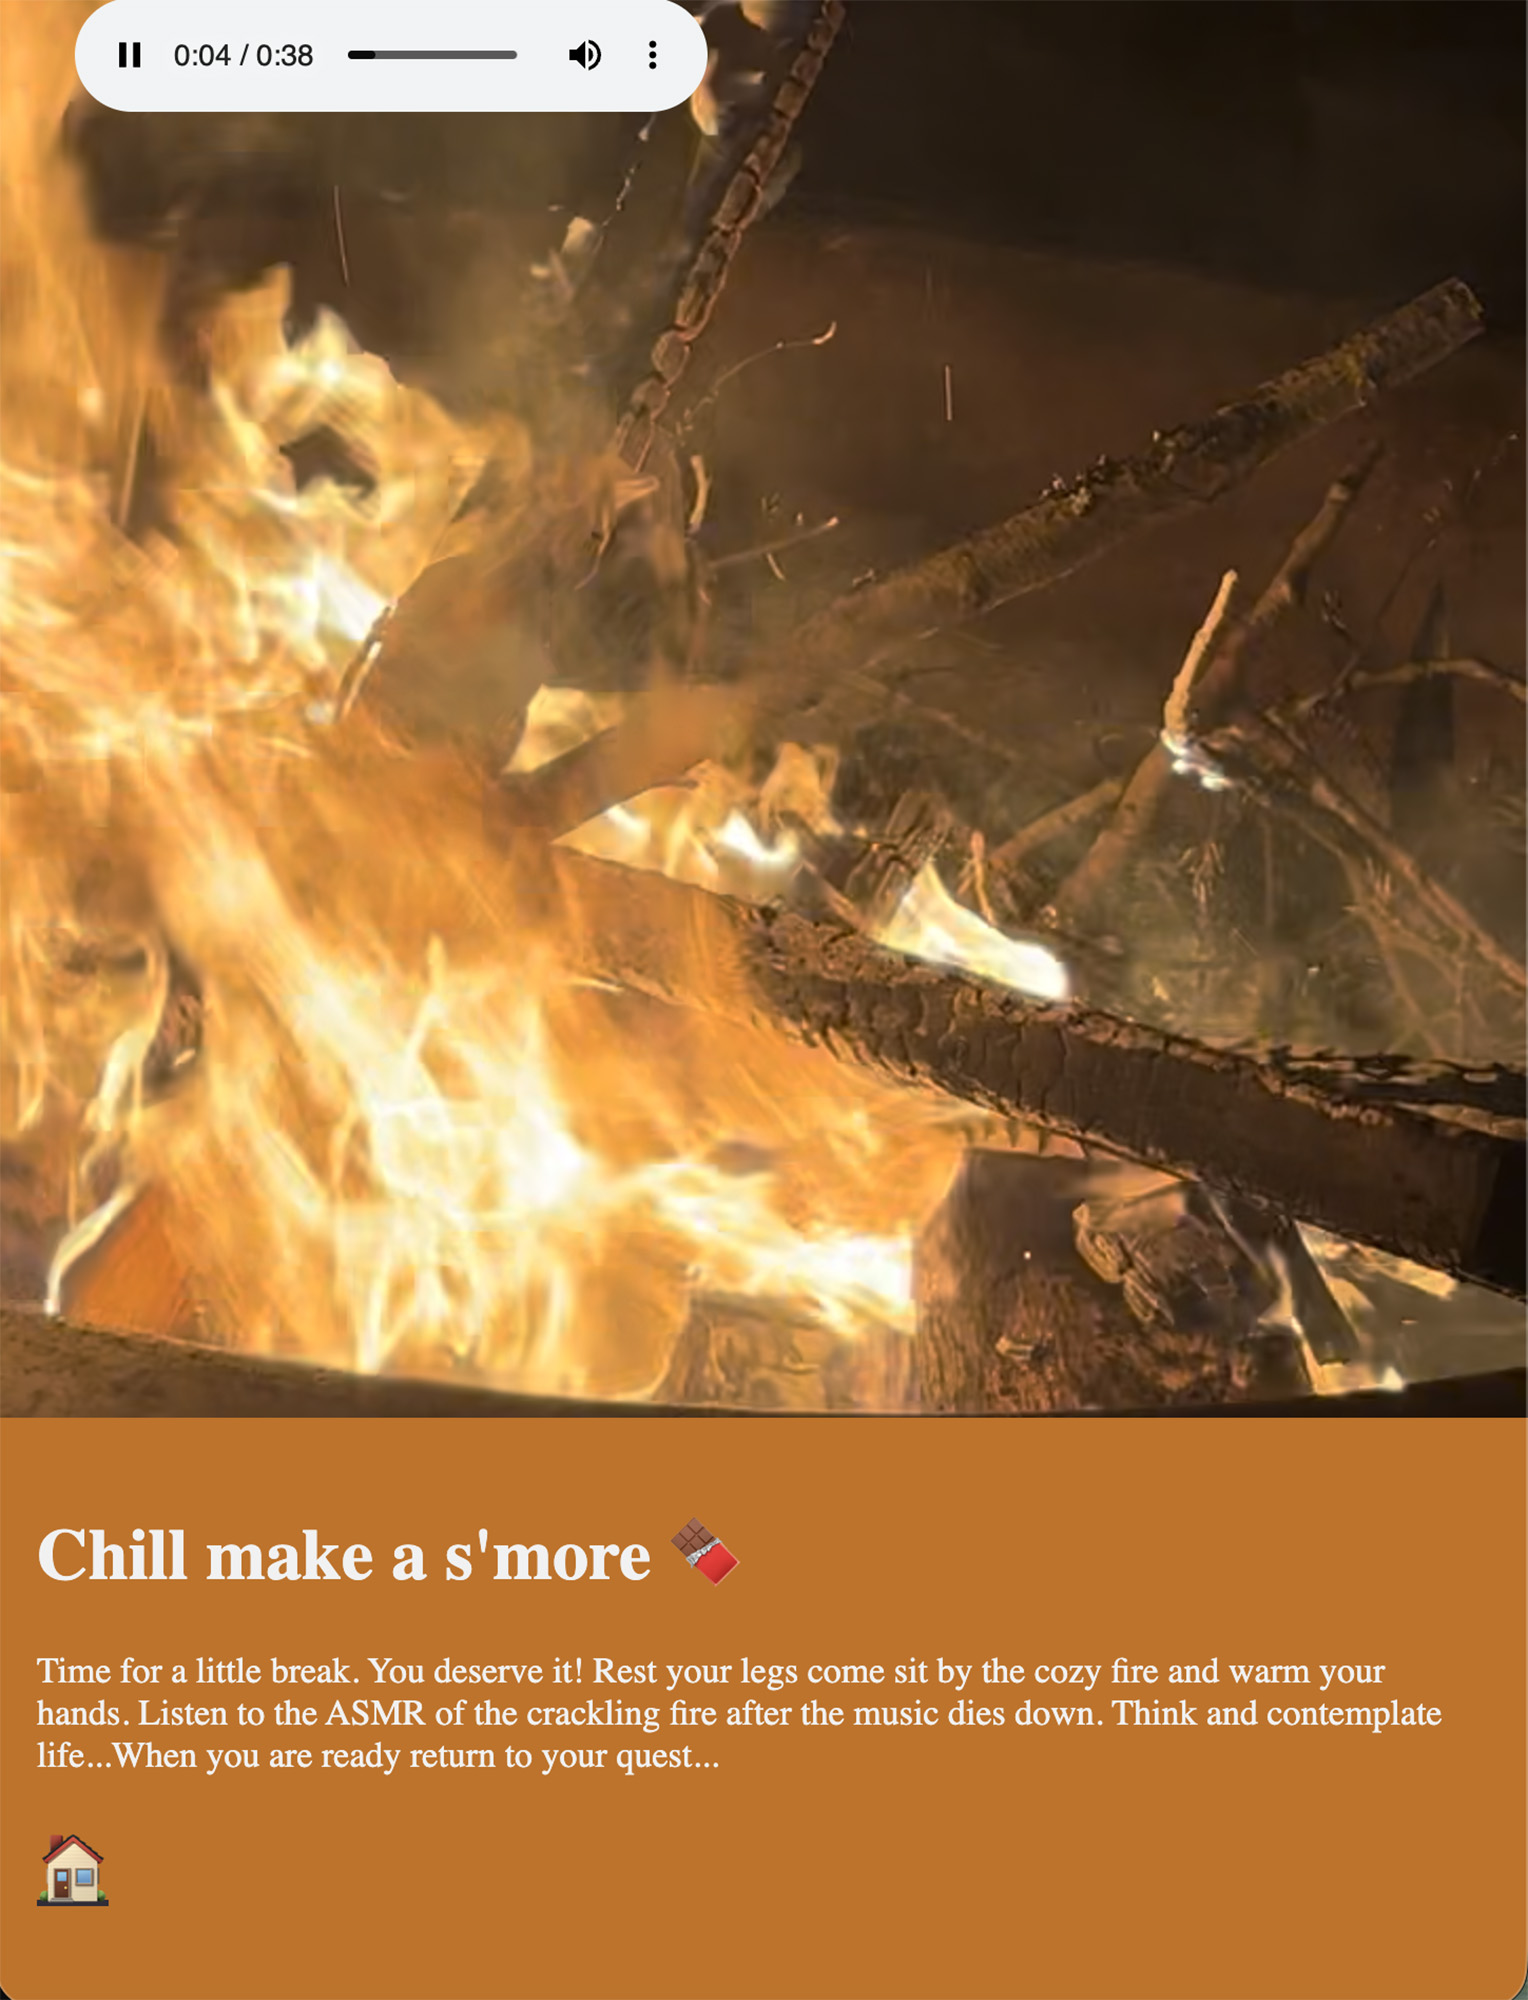 0:04 / 0:38
Chill make a s'more
Time for a little break. You deserve it! Rest your legs come sit by the cozy fire and warm your
hands. Listen to the ASMR of the crackling fire after the music dies down. Think and contemplate
life...When you are ready return to your quest...